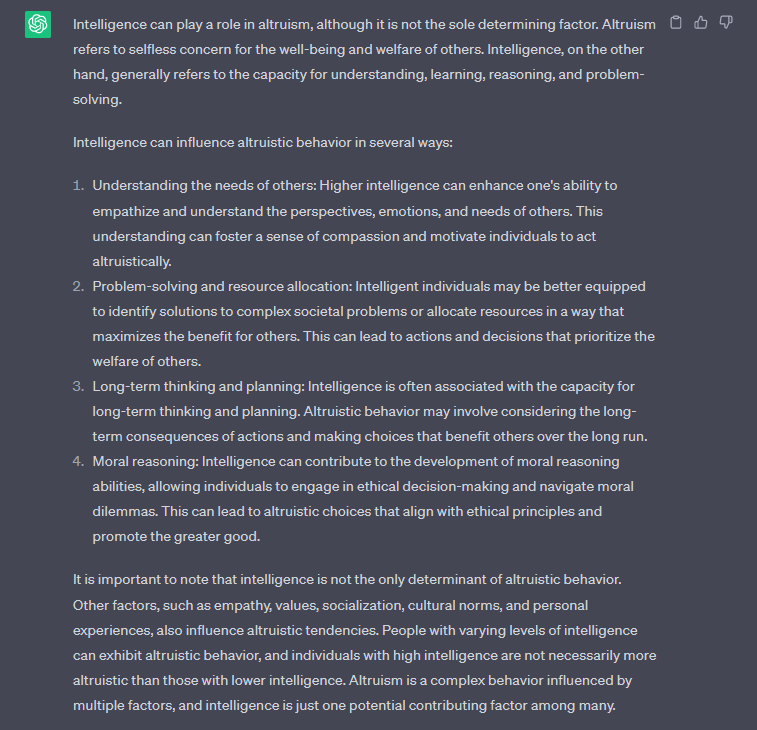 Intelligence can play a role in altruism, although it is not the sole determining factor. Altruism
refers to selfless concern for the well-being and welfare of others. Intelligence, on the other
hand, generally refers to the capacity for understanding, learning, reasoning, and problem-
solving.
Intelligence can influence altruistic behavior in several ways:
1. Understanding the needs of others: Higher intelligence can enhance one's ability to
empathize and understand the perspectives, emotions, and needs of others. This
understanding can foster a sense of compassion and motivate individuals to act
altruistically.
2. Problem-solving and resource allocation: Intelligent individuals may be better equipped
to identify solutions to complex societal problems or allocate resources in a way that
maximizes the benefit for others. This can lead to actions and decisions that prioritize the
welfare of others.
3. Long-term thinking and planning: Intelligence is often associated with the capacity for
long-term thinking and planning. Altruistic behavior may involve considering the long-
term consequences of actions and making choices that benefit others over the long run.
4. Moral reasoning: Intelligence can contribute to the development of moral reasoning
abilities, allowing individuals to engage in ethical decision-making and navigate moral
dilemmas. This can lead to altruistic choices that align with ethical principles and
promote the greater good.
It is important to note that intelligence is not the only determinant of altruistic behavior.
Other factors, such as empathy, values, socialization, cultural norms, and personal
experiences, also influence altruistic tendencies. People with varying levels of intelligence
can exhibit altruistic behavior, and individuals with high intelligence are not necessarily more
altruistic than those with lower intelligence. Altruism is a complex behavior influenced by
multiple factors, and intelligence is just one potential contributing factor among many.